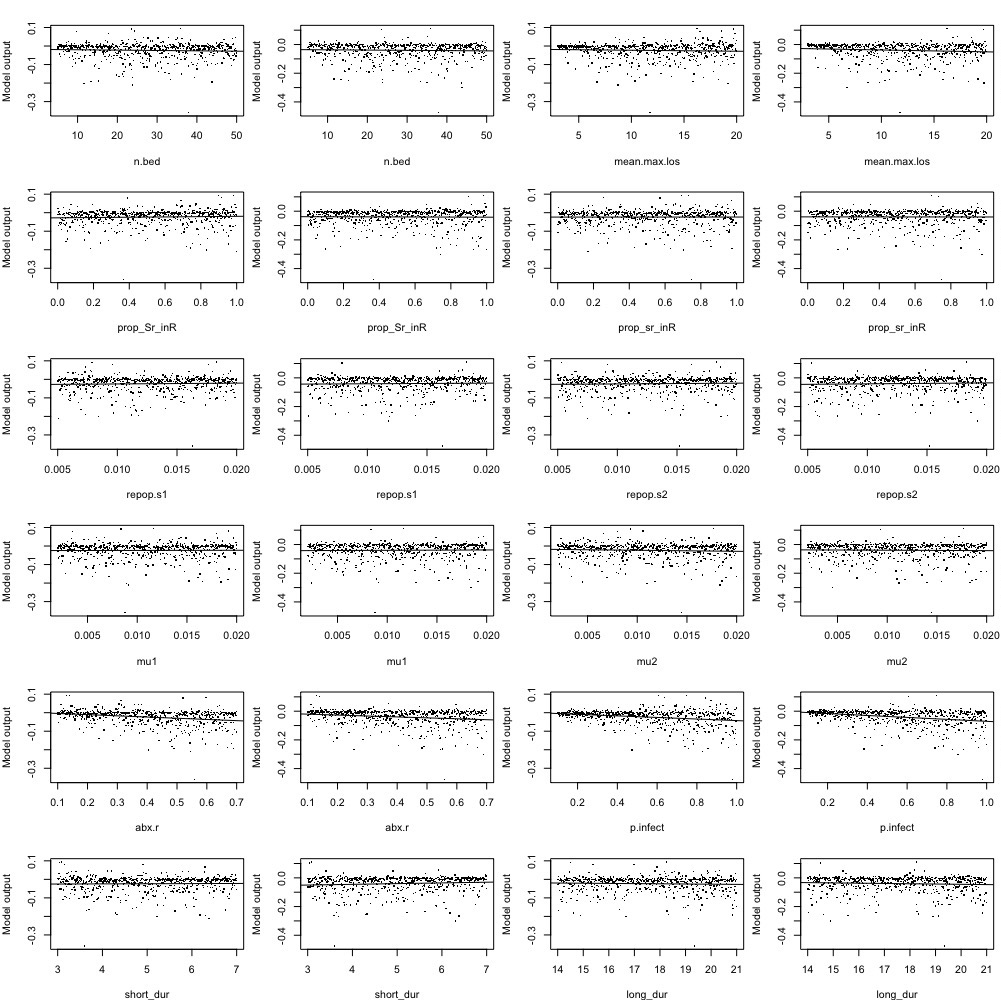 Model output 0.1 -0.1 -0.3 Model output 0.0 -0.2 -0.4 Model output 0.1 -0.1 -0.3 Model output 0.0 -0.2 -0.4
10 20 30 40 50 10 20 30 40 50 5 10 15 20 5 10 15 20
n.bed n.bed mean.max.los mean.max.los
Model output 0.1 -0.1 -0.3 Model output 0.0 -0.2 -0.4 Model output 0.1 -0.1 -0.3 Model output 0.0 -0.2 -0.4
0.0 0.2 0.4 0.6 0.8 1.0 0.0 0.2 0.4 0.6 0.8 1.0 0.0 0.2 0.4 0.6 0.8 1.0 0.0 0.2 0.4 0.6 0.8 1.0
prop_Sr_inR prop_Sr_inR prop_sr_inR prop_sr_inR
Model output 0.1 -0.1 -0.3 Model output 0.0 -0.2 -0.4 Model output 0.1 -0.1 -0.3 Model output 0.0 -0.2 -0.4
0.005 0.010 0.015 0.020 0.005 0.010 0.015 0.020 0.005 0.010 0.015 0.020 0.005 0.010 0.015 0.020
repop.s1 repop.s1 repop.s2 repop.s2
Model output 0.1 -0.1 -0.3 Model output 0.0 -0.2 -0.4 Model output 0.1 -0.1 -0.3 Model output 0.0 -0.2 -0.4
0.005 0.010 0.015 0.020 0.005 0.010 0.015 0.020 0.005 0.010 0.015 0.020 0.005 0.010 0.015 0.020
mu1 mu1 mu2 mu2
Model output 0.1 -0.1 -0.3 Model output 0.0 -0.2 -0.4 Model output 0.1 -0.1 -0.3 Model output 0.0 -0.2 -0.4
0.1 0.2 0.3 0.4 0.5 0.6 0.7 0.1 0.2 0.3 0.4 0.5 0.6 0.7 0.2 0.4 0.6 0.8 1.0 0.2 0.4 0.6 0.8 1.0
abx.r abx.r p.infect p.infect
Model output 0.1 -0.1 -0.3 Model output 0.0 -0.2 -0.4 Model output 0.1 -0.1 -0.3 Model output 0.0 -0.2 -0.4
3 4 5 6 7 3 4 5 6 7 14 15 16 17 18 19 20 21 14 15 16 17 18 19 20 21
short_dur short_dur long_dur long_dur